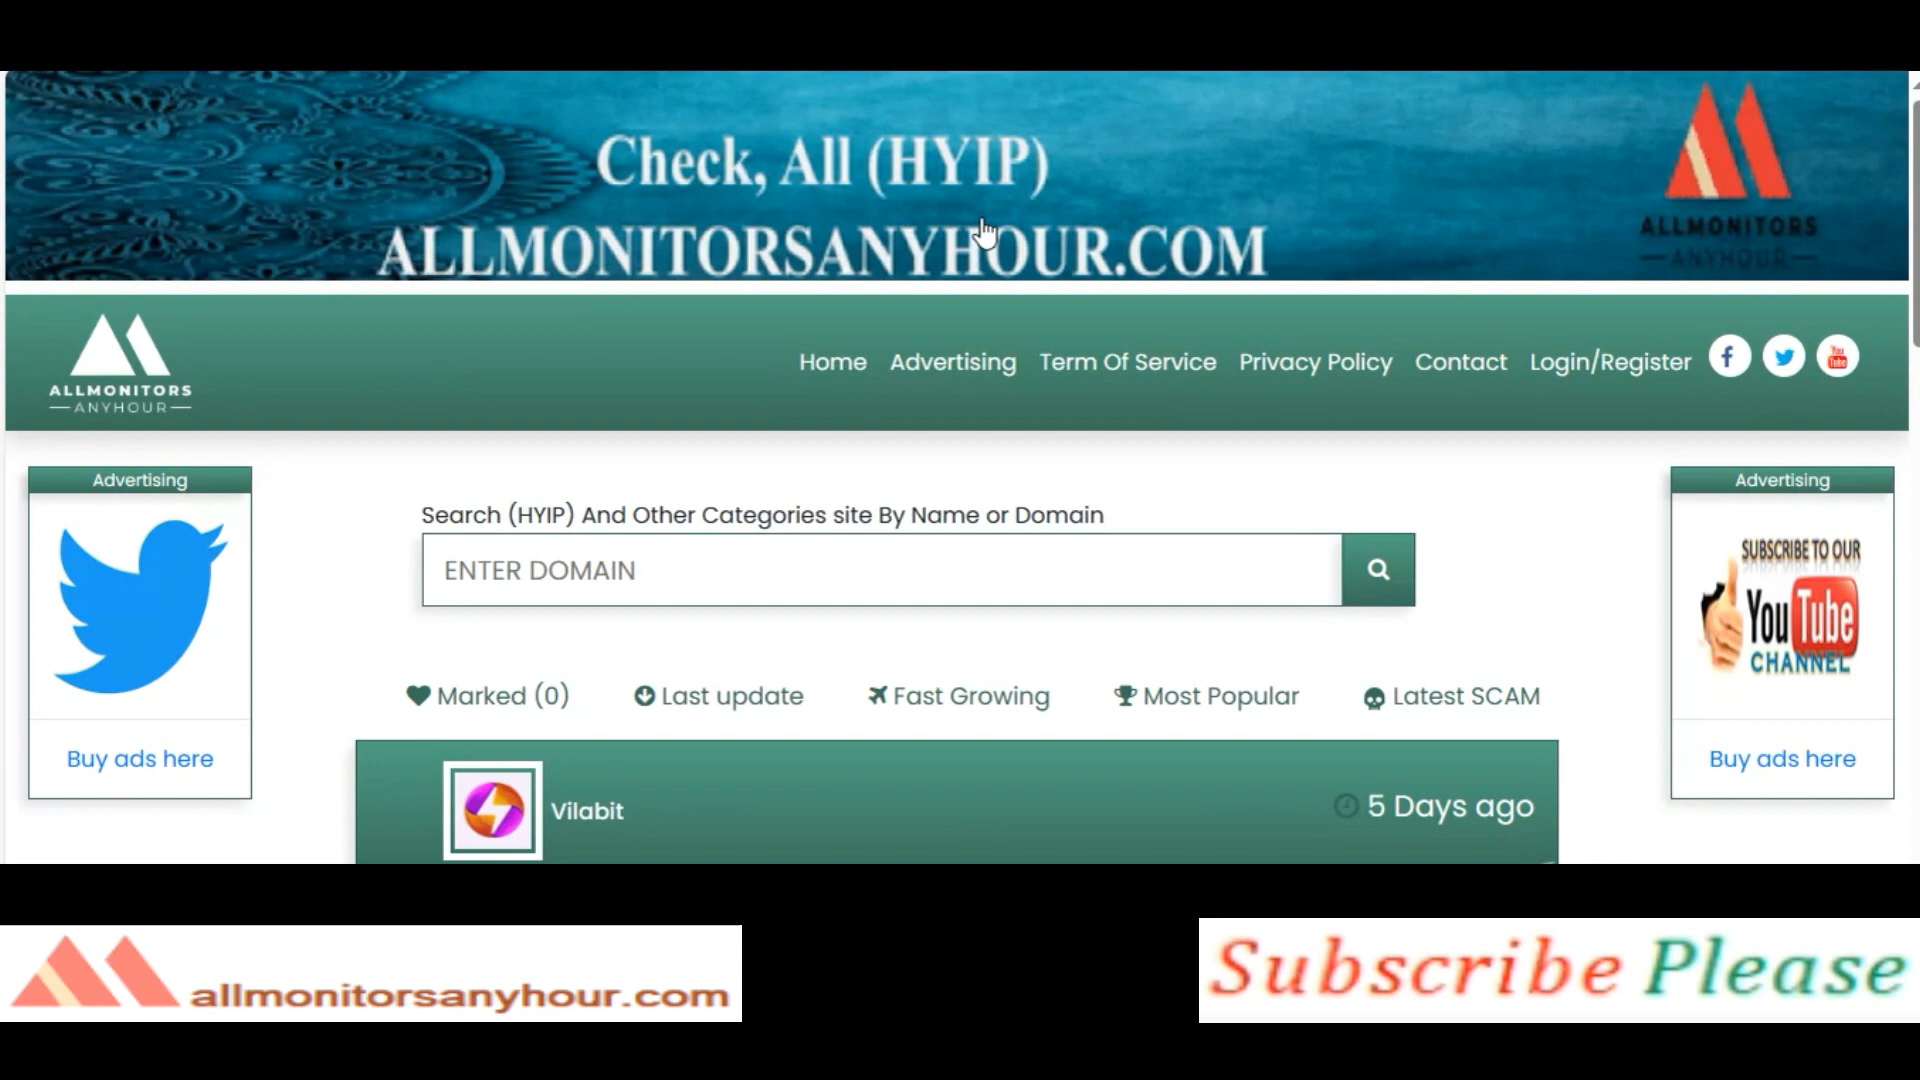 Check, All (HYIP)
ALLMONITORSANYHOUR.COM
ALLMONITORS
ANYHOUR
ALLMONITORS
ANYHOUR
Home Advertising Term Of Service Privacy Policy Contact Login/Register
You
Tube
Advertising
Buy ads here
Search (HYIP) And Other Categories site By Name or Domain
ENTER DOMAIN
Marked (0) Last update Fast Growing Most Popular Latest SCAM
Vilabit
5 Days ago
Advertising
SUBSCRIBE TO OUR
YouTube
CHANNEL
Buy ads here
allmonitorsanyhour.com
Subscribe Please